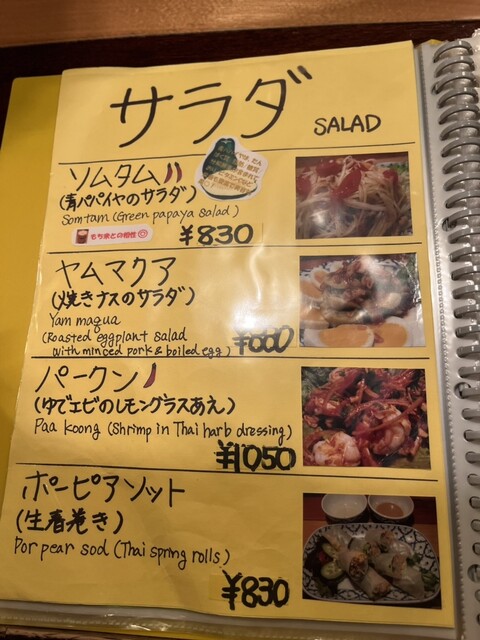 サラダ
SALAD
ソムタム
(青パパイヤのサラダ)
Somtam (Green papaya salad)
もち米との相性
¥830
ヤムマクア
(焼きナスのサラダ)
Yam magua
(Roasted eggplant salad
with minced pork & boiled egg)
パークン
(ゆでエビのレモングラスあえ)
Paa koong (Shrimp in Thai harb dressing)
¥1050
ポーピアソット
(生春巻き)
Por pear sod (Thai spring rolls)
¥830